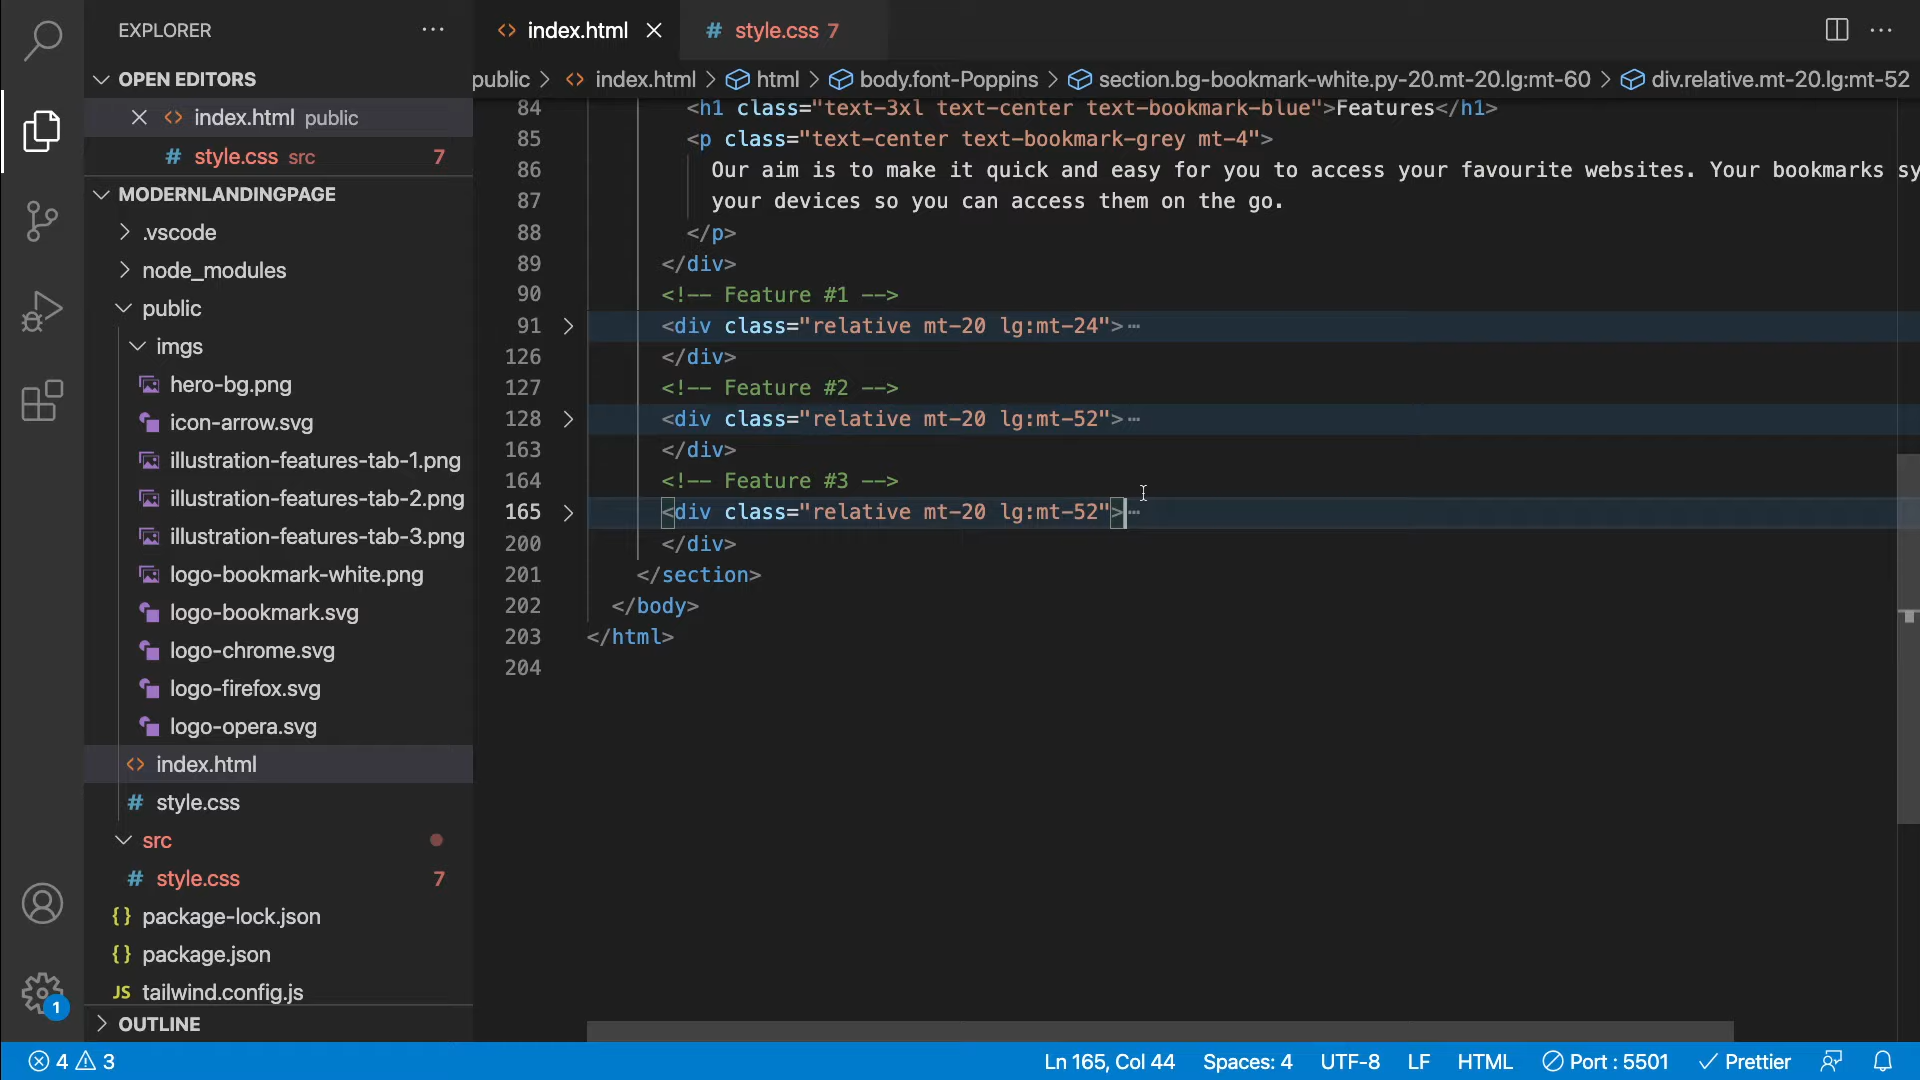 EXPLORER
OPEN EDITORS
index.html public
style.css src 7
MODERNLANDINGPAGE
.vscode
node_modules
public
imgs
hero-bg.png
icon-arrow.svg
illustration-features-tab-1.png
illustration-features-tab-2.png
illustration-features-tab-3.png
logo-bookmark-white.png
logo-bookmark.svg
logo-chrome.svg
logo-firefox.svg
logo-opera.svg
index.html
style.css
src
style.css 7
package-lock.json
package.json
JS tailwind.config.js
OUTLINE
index.html
style.css 7
public > index.html > html > body.font-Poppins > section.bg-bookmark-white.py-20.mt-20.lg:mt-60 > div.relative.mt-20.lg:mt-52
84 <h1 class="text-3xl text-center text-bookmark-blue">Features</h1>
85 <p class="text-center text-bookmark-grey mt-4">
86 Our aim is to make it quick and easy for you to access your favourite websites. Your bookmarks sy
87 your devices so you can access them on the go.
88 </p>
89 </div>
90 <!-- Feature #1 -->
91 <div class="relative mt-20 lg:mt-24">
126 </div>
127 <!-- Feature #2 -->
128 <div class="relative mt-20 lg:mt-52">
163 </div>
164 <!-- Feature #3 -->
165 <div class="relative mt-20 lg:mt-52">
200 </div>
201 </section>
202 </body>
203 </html>
204
1
4 3
Ln 165, Col 44 Spaces: 4 UTF-8 LF HTML Port : 5501 Prettier